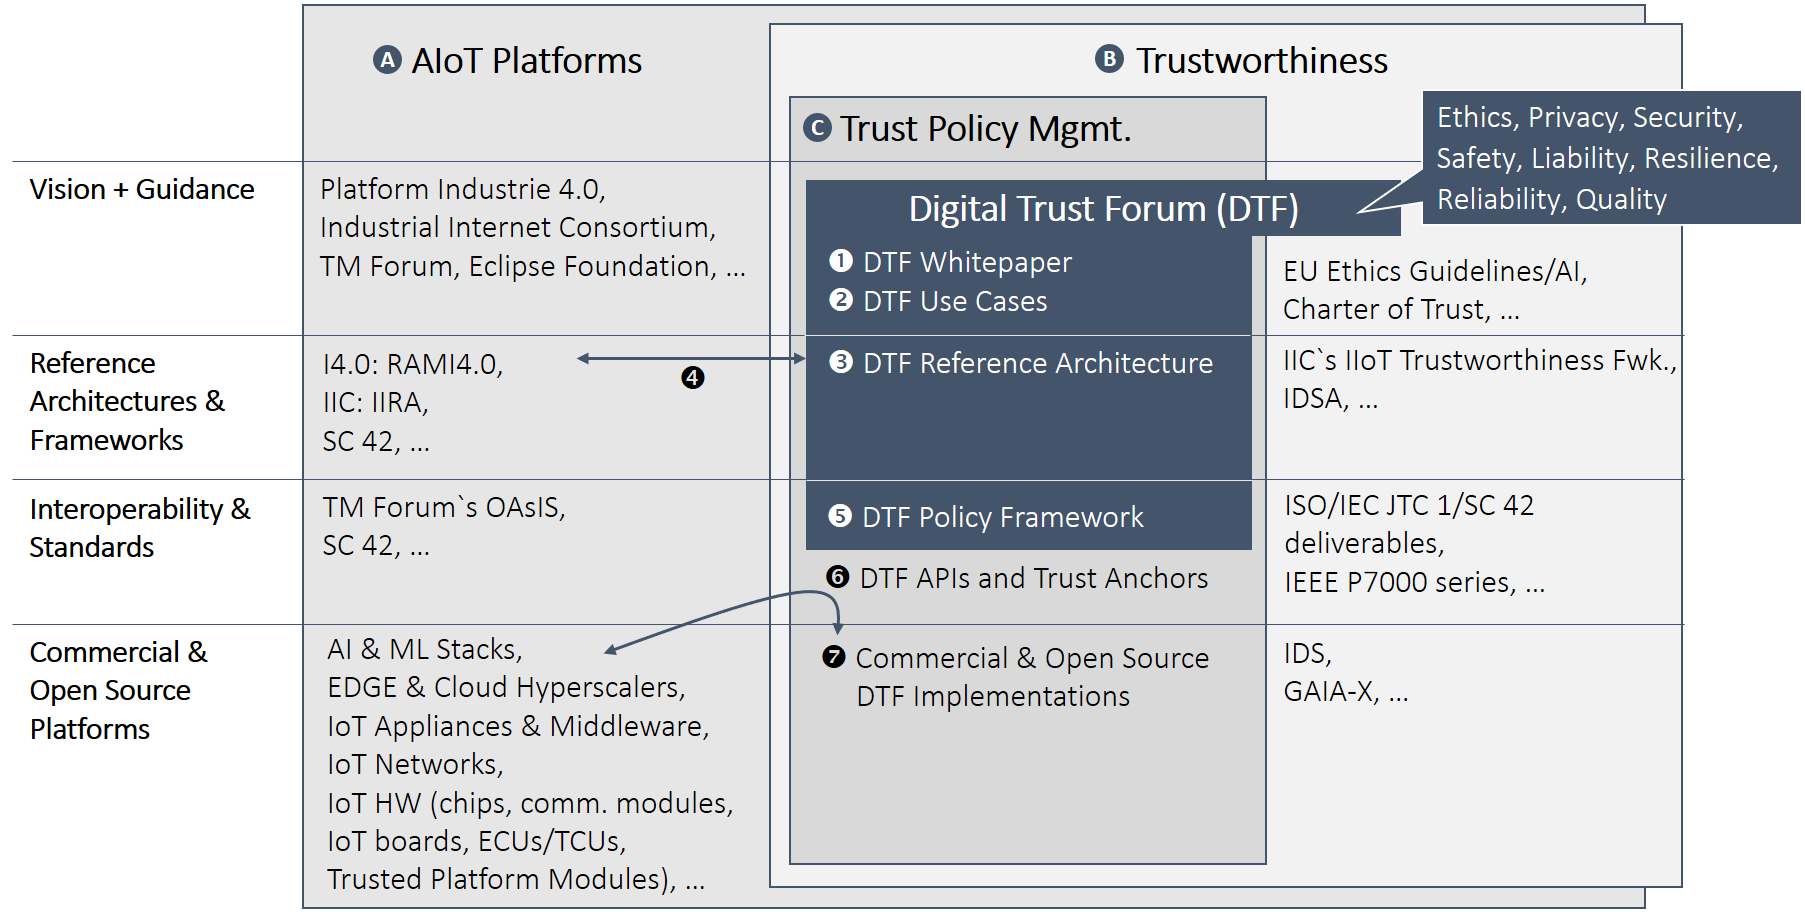 A AIoT Platforms
B Trustworthiness
C Trust Policy Mgmt.
Ethics, Privacy, Security,
Safety, Liability, Resilience,
Reliability, Quality
Vision + Guidance
Platform Industrie 4.0,
Industrial Internet Consortium,
TM Forum, Eclipse Foundation, ...
Digital Trust Forum (DTF)
1 DTF Whitepaper
2 DTF Use Cases
EU Ethics Guidelines/AI,
Charter of Trust, ...
Reference
Architectures &
Frameworks
I4.0: RAMI4.0,
IIC: IIRA,
SC 42, ...
4
3 DTF Reference Architecture
IIC`s IIoT Trustworthiness Fwk.,
IDSA, ...
Interoperability &
Standards
TM Forum`s OAsIS,
SC 42, ...
5 DTF Policy Framework
6 DTF APIs and Trust Anchors
ISO/IEC JTC 1/SC 42
deliverables,
IEEE P7000 series, ...
Commercial &
Open Source
Platforms
AI & ML Stacks,
EDGE & Cloud Hyperscalers,
IoT Appliances & Middleware,
IoT Networks,
IoT HW (chips, comm. modules,
IoT boards, ECUs/TCUs,
Trusted Platform Modules), ...
7 Commercial & Open Source
DTF Implementations
IDS,
GAIA-X, ...